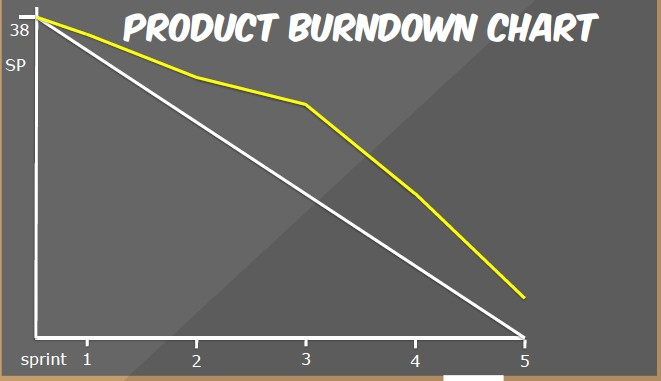 PRODUCT BURNDOWN CHART
38
SP
sprint 1 2 3 4 5